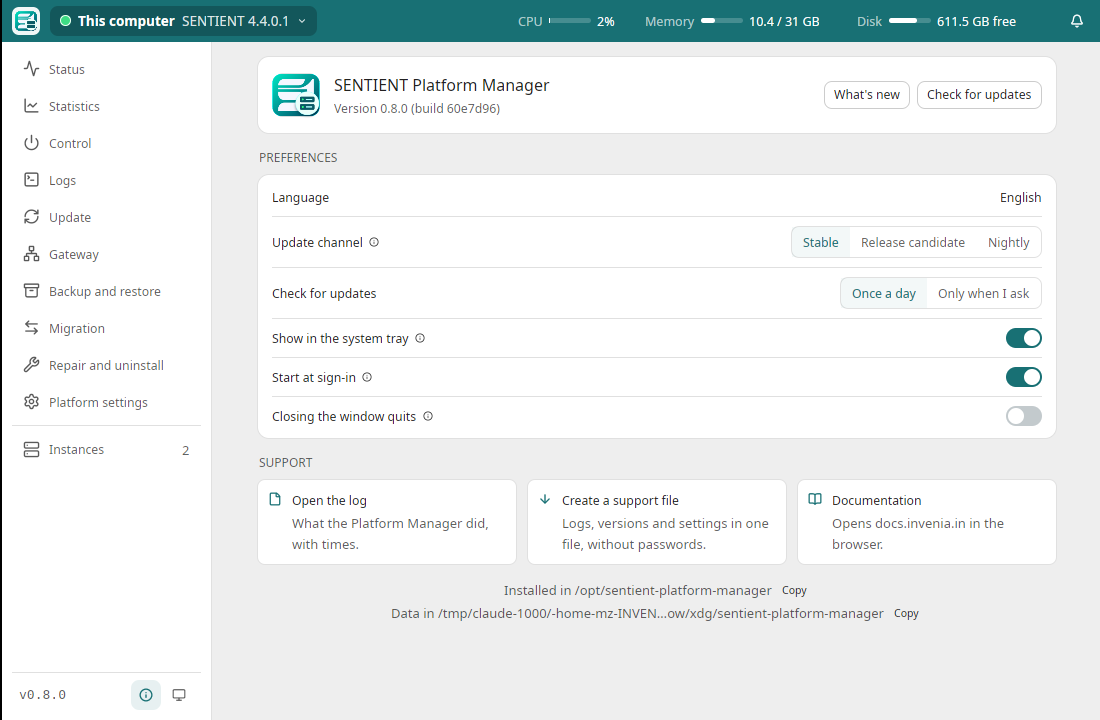 This computer SENTIENT 4.4.0.1
CPU 2%
Memory 10.4 / 31 GB
Disk 611.5 GB free
Status
Statistics
Control
Logs
Update
Gateway
Backup and restore
Migration
Repair and uninstall
Platform settings
Instances 2
v0.8.0
SENTIENT Platform Manager
Version 0.8.0 (build 60e7d96)
What's new
Check for updates
PREFERENCES
Language English
Update channel Stable Release candidate Nightly
Check for updates Once a day Only when I ask
Show in the system tray
Start at sign-in
Closing the window quits
SUPPORT
Open the log
What the Platform Manager did,
with times.
Create a support file
Logs, versions and settings in one
file, without passwords.
Documentation
Opens docs.invenia.in in the
browser.
Installed in /opt/sentient-platform-manager Copy
Data in /tmp/claude-1000/-home-mz-INVEN…ow/xdg/sentient-platform-manager Copy